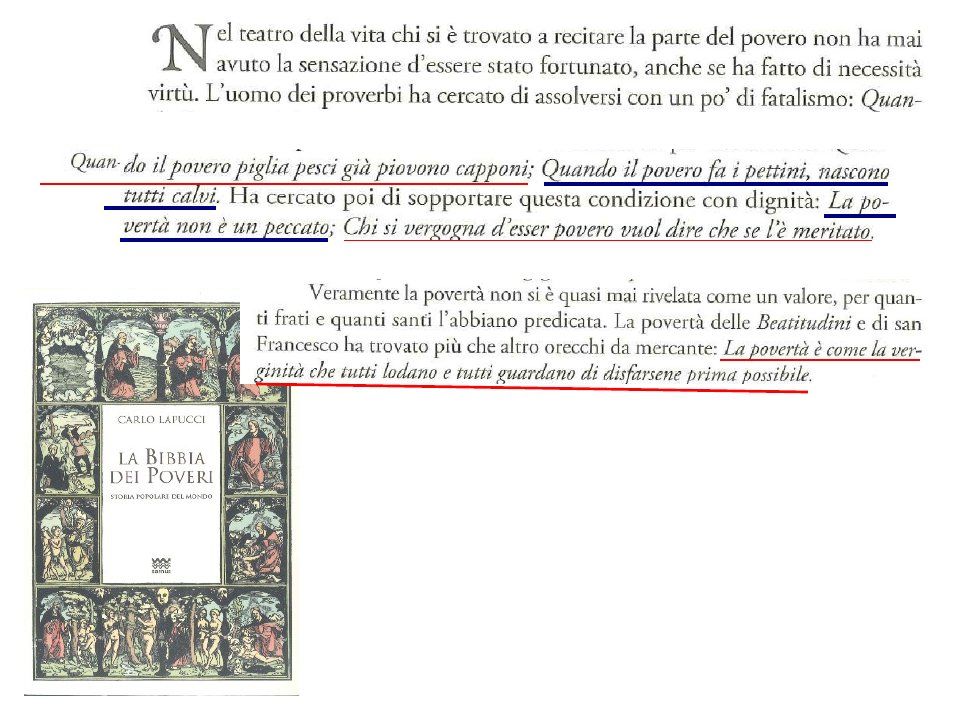 Nel teatro della vita chi si è trovato a recitare la parte del povero non ha mai
avuto la sensazione d'essere stato fortunato, anche se ha fatto di necessità
virtù. L'uomo dei proverbi ha cercato di assolversi con un po' di fatalismo: Quan-
Quan- do il povero piglia pesci già piovono capponi; Quando il povero fa i pettini, nascono
tutti calvi. Ha cercato poi di sopportare questa condizione con dignità: La po-
vertà non è un peccato; Chi si vergogna d'esser povero vuol dire che se l'è meritato.
Veramente la povertà non si è quasi mai rivelata come un valore, per quan-
ti frati e quanti santi l'abbiano predicata. La povertà delle Beatitudini e di san
Francesco ha trovato più che altro orecchi da mercante: La povertà è come la ver-
ginità che tutti lodano e tutti guardano di disfarsene prima possibile.
CARLO LAPUCCI
LA BIBBIA
DEI POVERI
STORIA POPOLARE DEL MONDO